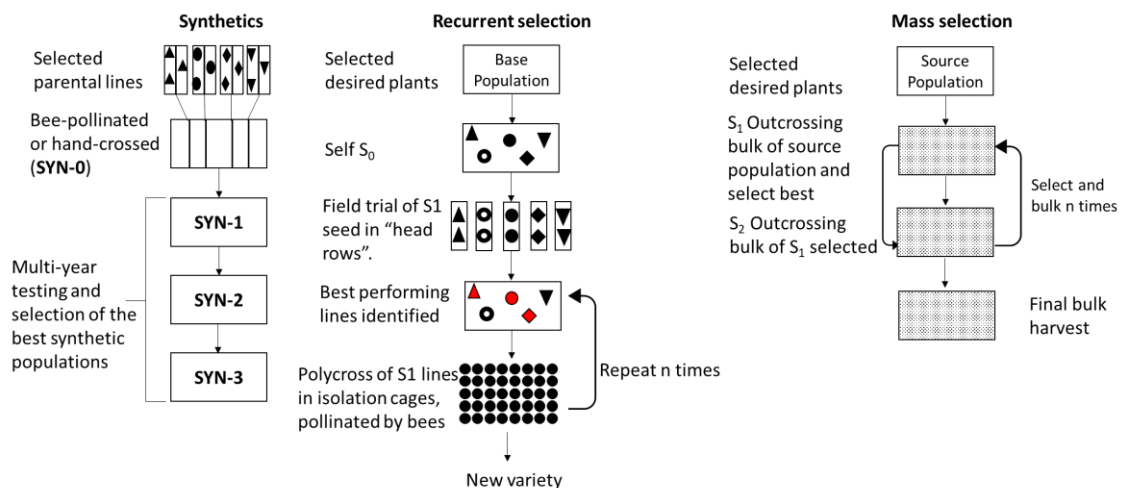 Synthetics
Selected
parental lines
Bee-pollinated
or hand-crossed
(SYN-0)
SYN-1
SYN-2
SYN-3
Multi-year
testing and
selection of the
best synthetic
populations
Recurrent selection
Selected
desired plants
Base
Population
Self S₀
Field trial of S1
seed in “head
rows”.
Best performing
lines identified
Polycross of S1 lines
in isolation cages,
pollinated by bees
Repeat n times
New variety
Mass selection
Selected
desired plants
Source
Population
S₁ Outcrossing
bulk of source
population and
select best
Select and
bulk n times
S₂ Outcrossing
bulk of S₁ selected
Final bulk
harvest